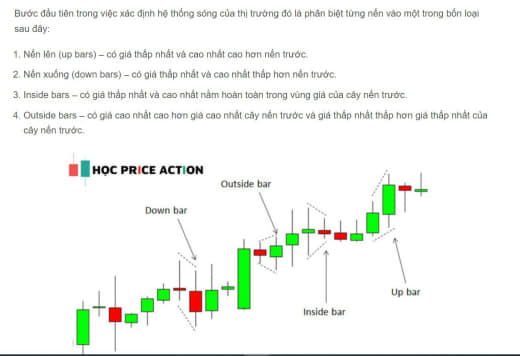 Bước đầu tiên trong việc xác định hệ thống sóng của thị trường đó là phân biệt từng nến vào một trong bốn loại
sau đây:
1. Nến lên (up bars) – có giá thấp nhất và cao nhất cao hơn nến trước.
2. Nến xuống (down bars) – có giá thấp nhất và cao nhất thấp hơn nến trước.
3. Inside bars – có giá thấp nhất và cao nhất nằm hoàn toàn trong vùng giá của cây nến trước.
4. Outside bars – có giá cao nhất cao hơn giá cao nhất cây nến trước và giá thấp nhất thấp hơn giá thấp nhất của
cây nến trước.
HỌC PRICE ACTION
Outside bar
Down bar
Up bar
Inside bar